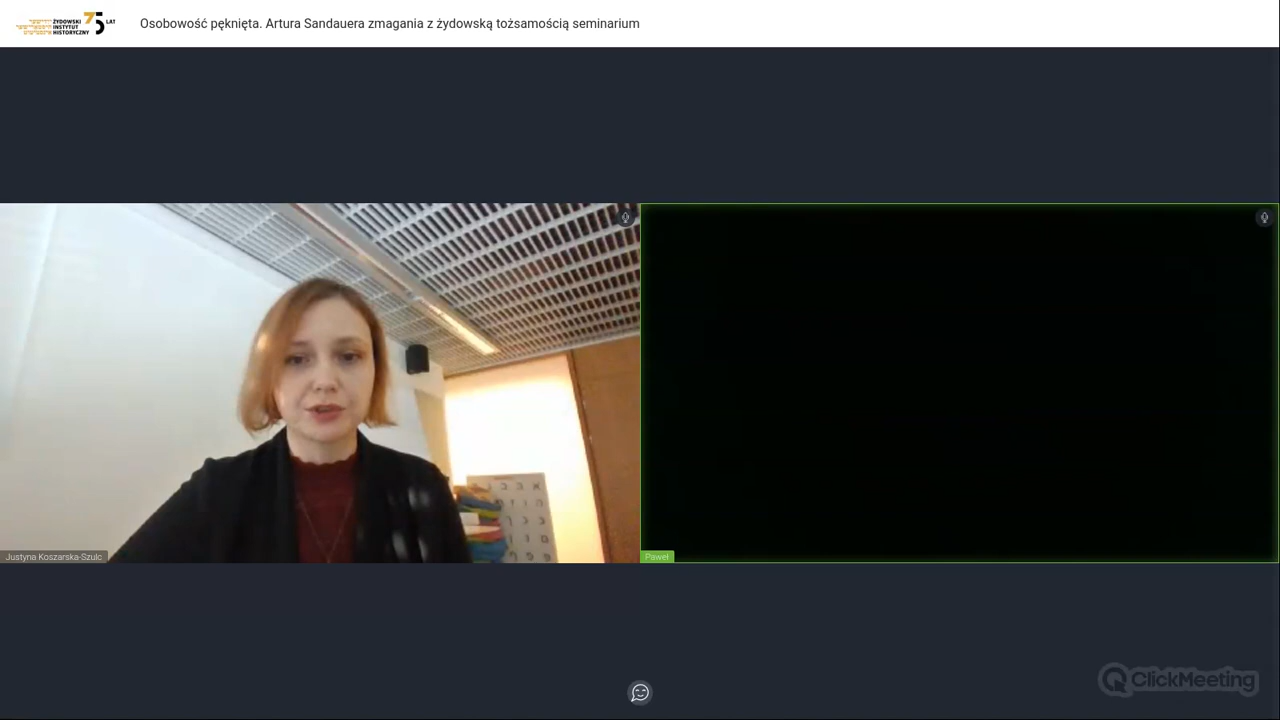 ŻYDOWSKI
INSTYTUT
HISTORYCZNY
75 LAT
Osobowość pęknięta. Artura Sandauera zmagania z żydowską tożsamością seminarium
Justyna Koszarska-Szulc
Paweł
ClickMeeting